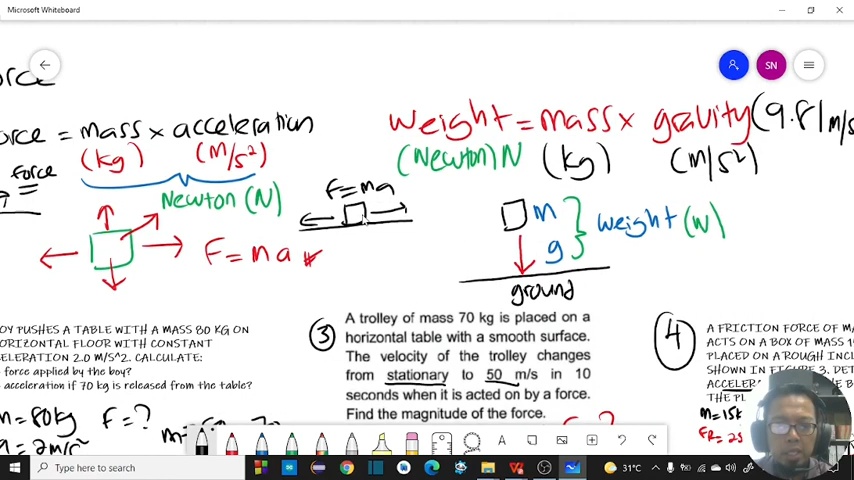 Microsoft Whiteboard
SN
orce
orce = mass x acceleration
(kg) (m/s²)
force
Newton (N)
F = ma
F = ma
weight = mass x gravity (9.81 m/s
(Newton) N (kg) (m/s²)
m
g
weight (W)
ground
OY PUSHES A TABLE WITH A MASS 80 KG ON
HORIZONTAL FLOOR WITH CONSTANT
ELERATION 2.0 M/S^2. CALCULATE:
force applied by the boy?
acceleration if 70 kg is released from the table?
m = 80kg F = ?
a = 2m/s²
3
A trolley of mass 70 kg is placed on a
horizontal table with a smooth surface.
The velocity of the trolley changes
from stationary to 50 m/s in 10
seconds when it is acted on by a force.
Find the magnitude of the force.
4
A FRICTION FORCE OF M
ACTS ON A BOX OF MASS 1
PLACED ON A ROUGH INCL
SHOWN IN FIGURE 3. DET
ACCELER
THE PL
m = 15k
FR = 25
Type here to search
31°C